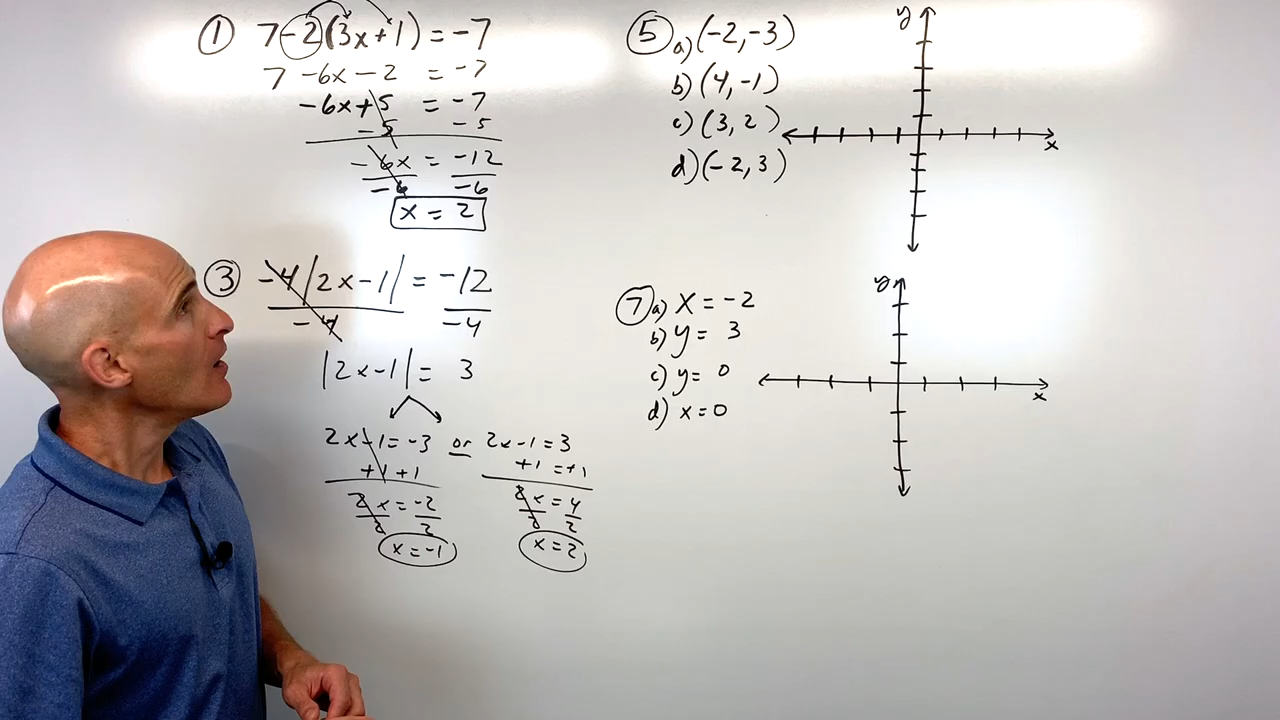 ① 7-2(3x+1) = -7
7 -6x -2 = -7
-6x+5 = -7
-5 -5
-6x = -12
-6 -6
x = 2
③ -4|2x-1| = -12
-4 -4
|2x-1| = 3
2x-1=-3 or 2x-1=3
+1 +1 +1 =+1
2x=-2 2x=4
2 2 2 2
x=-1 x=2
⑤ a) (-2,-3)
b) (4,-1)
c) (3, 2)
d) (-2, 3)
y
x
⑦ a) x = -2
b) y = 3
c) y = 0
d) x=0
y
x